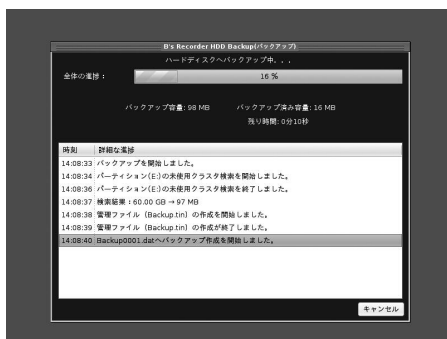 B's Recorder HDD Backup(バックアップ)
ハードディスクへバックアップ中...
全体の進捗： 16 %
バックアップ容量: 98 MB バックアップ済み容量: 16 MB
残り時間: 0分10秒
時刻 詳細な進捗
14:08:33 バックアップを開始しました。
14:08:34 パーティション(E:)の未使用クラスタ検索を開始しました。
14:08:36 パーティション(E:)の未使用クラスタ検索を終了しました。
14:08:37 検索結果：60.00 GB → 97 MB
14:08:38 管理ファイル（Backup.tin）の作成を開始しました。
14:08:39 管理ファイル（Backup.tin）の作成が終了しました。
14:08:40 Backup0001.datへバックアップ作成を開始しました。
キャンセル